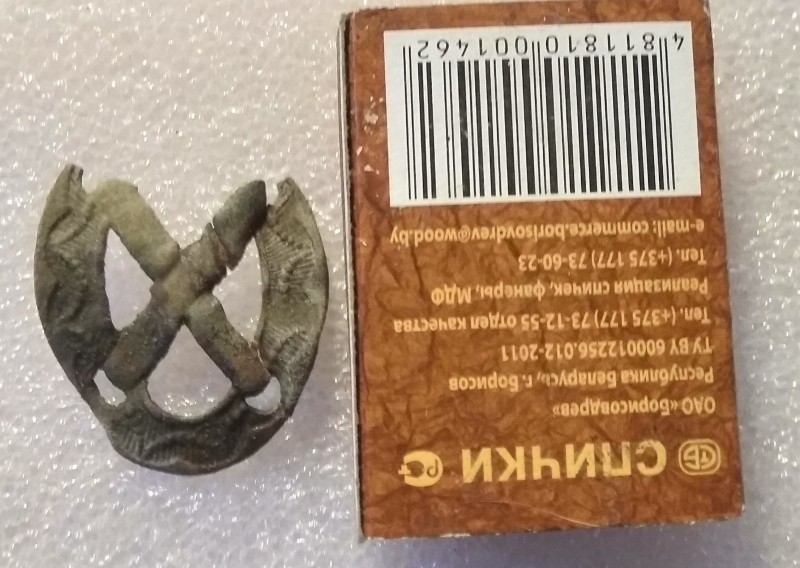 СПИЧКИ РСТ
ОАО «Борисовдрев»
Республика Беларусь, г. Борисов
ТУ BY 600012256.012-2011
Тел. (+375 177) 73-12-55 отдел качества
Реализация спичек, фанеры, МДФ
Тел. (+375 177) 73-60-23
e-mail: commerce.borisovdrev@wood.by
4 811810 001462